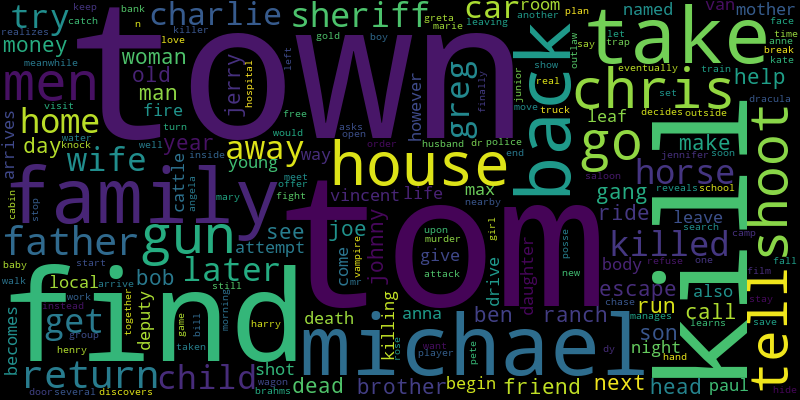 try
keep
catch
bank
n
charlie
sheriff
car
room
another
greta
marie
leaving
plan
take
named
van
mother
face
time
realizes
killer
money
meanwhile
love
gold
boy
left
town
back
outlaw
say
trap
let
break
kate
anne
men
woman
old
man
fire
jerry
hospital
however
greg
finally
junior
show
real
move
truck
eventually
train
set
decides
outside
chris
help
dracula
visit
order
free
home
day
knock
water
turn
well
year
would
asks
open
husband
dr
police
end
go
leaf
make
jennifer
soon
arrives
wife
cattle
inside
away
young
way
house
saloon
horse
reveals
school
shoot
kill
cabin
stop
family
angela
mary
meet
offer
fight
vincent
life
max
nearby
girl
gang
ride
leave
search
camp
father
gun
see
attempt
joe
come
vampire
mr
johnny
tom
upon
murder
give
attack
daughter
posse
killed
refuse
one
film
fall
baby
walk
start
later
bob
find
local
work
arrive
instead
group
henry
becomes
get
deputy
together
game
bill
taken
still
morning
harry
killing
rose
drive
new
body
escape
chase
also
stay
run
call
manages
learns
save
tell
death
anna
ben
ranch
son
night
hand
michael
player
want
pete
dy
return
child
shot
wagon
brahms
dead
brother
begin
friend
next
head
paul
hide
doorseveral
discovers